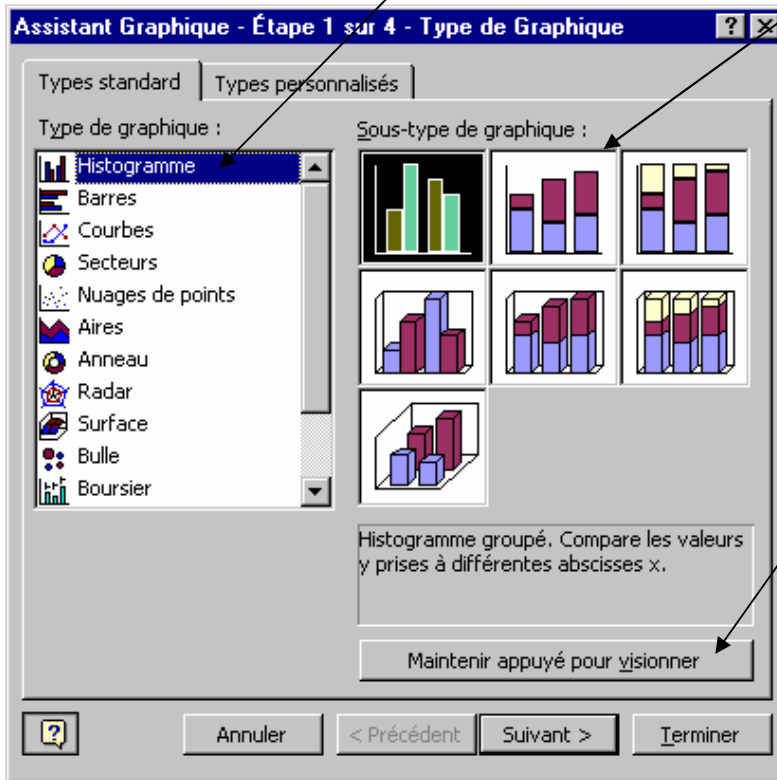 Assistant Graphique - Étape 1 sur 4 - Type de Graphique
Types standard
Types personnalisés
Type de graphique :
Histogramme
Barres
Courbes
Secteurs
Nuages de points
Aires
Anneau
Radar
Surface
Bulle
Boursier
Sous-type de graphique :
Histogramme groupé. Compare les valeurs
y prises à différentes abscisses x.
Maintenir appuyé pour visionner
Annuler
< Précédent
Suivant >
Terminer